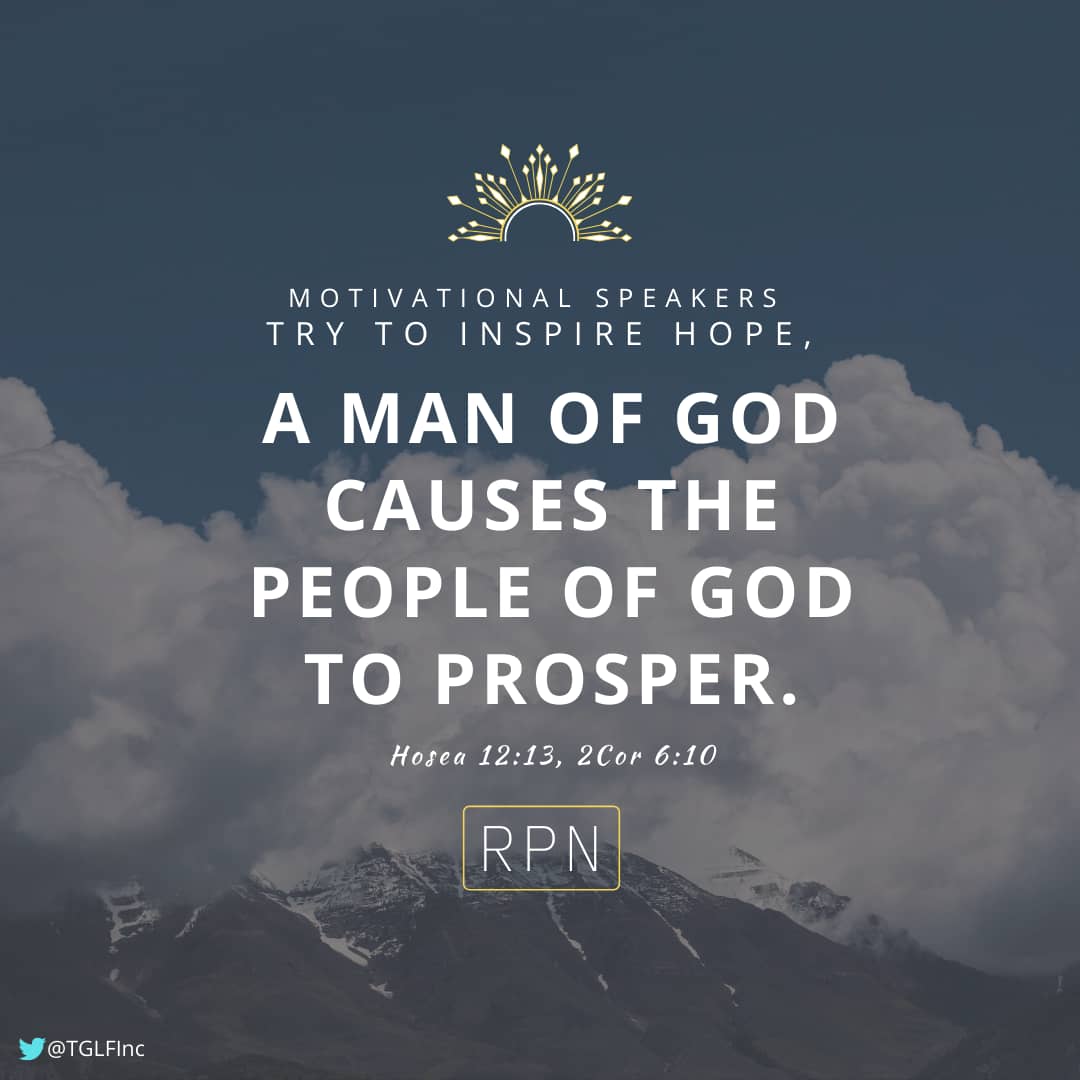 MOTIVATIONAL SPEAKERS
TRY TO INSPIRE HOPE,
A MAN OF GOD
CAUSES THE
PEOPLE OF GOD
TO PROSPER.
Hosea 12:13, 2Cor 6:10
RPN
@TGLFInc